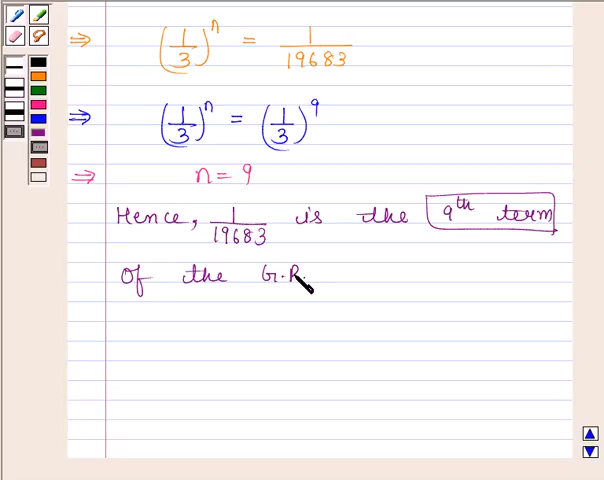 ⇒ (1/3)^n = 1/19683
⇒ (1/3)^n = (1/3)^9
⇒ n = 9
Hence, 1/19683 is the 9th term
of the G.P.